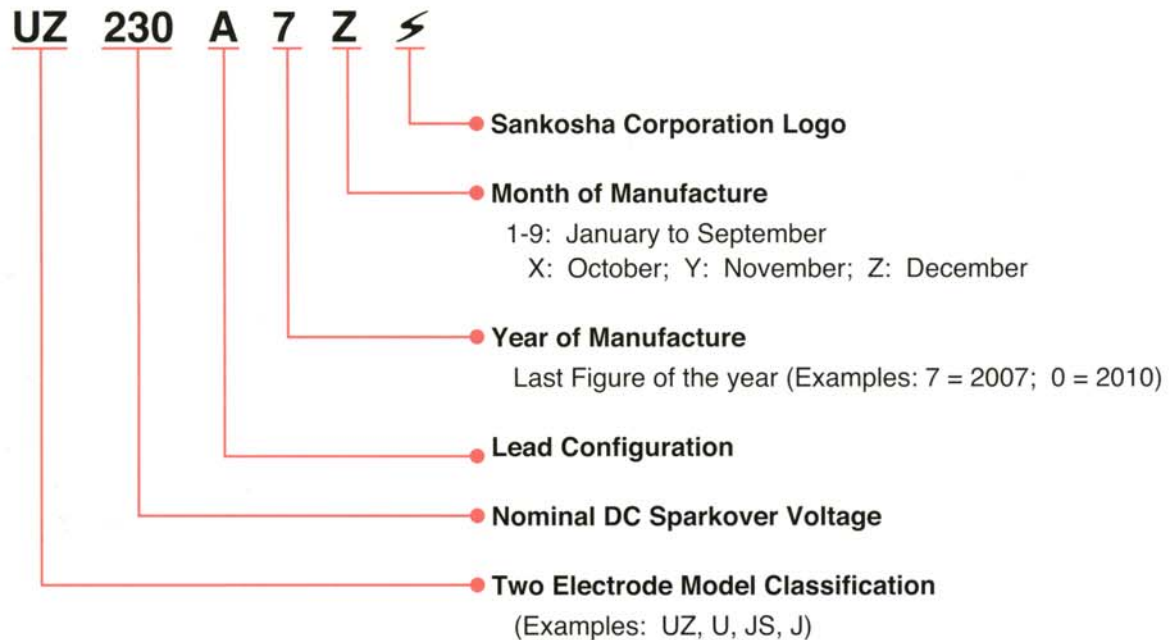 UZ 230 A 7 Z
Sankosha Corporation Logo
Month of Manufacture
1-9: January to September
X: October; Y: November; Z: December
Year of Manufacture
Last Figure of the year (Examples: 7 = 2007; 0 = 2010)
Lead Configuration
Nominal DC Sparkover Voltage
Two Electrode Model Classification
(Examples: UZ, U, JS, J)